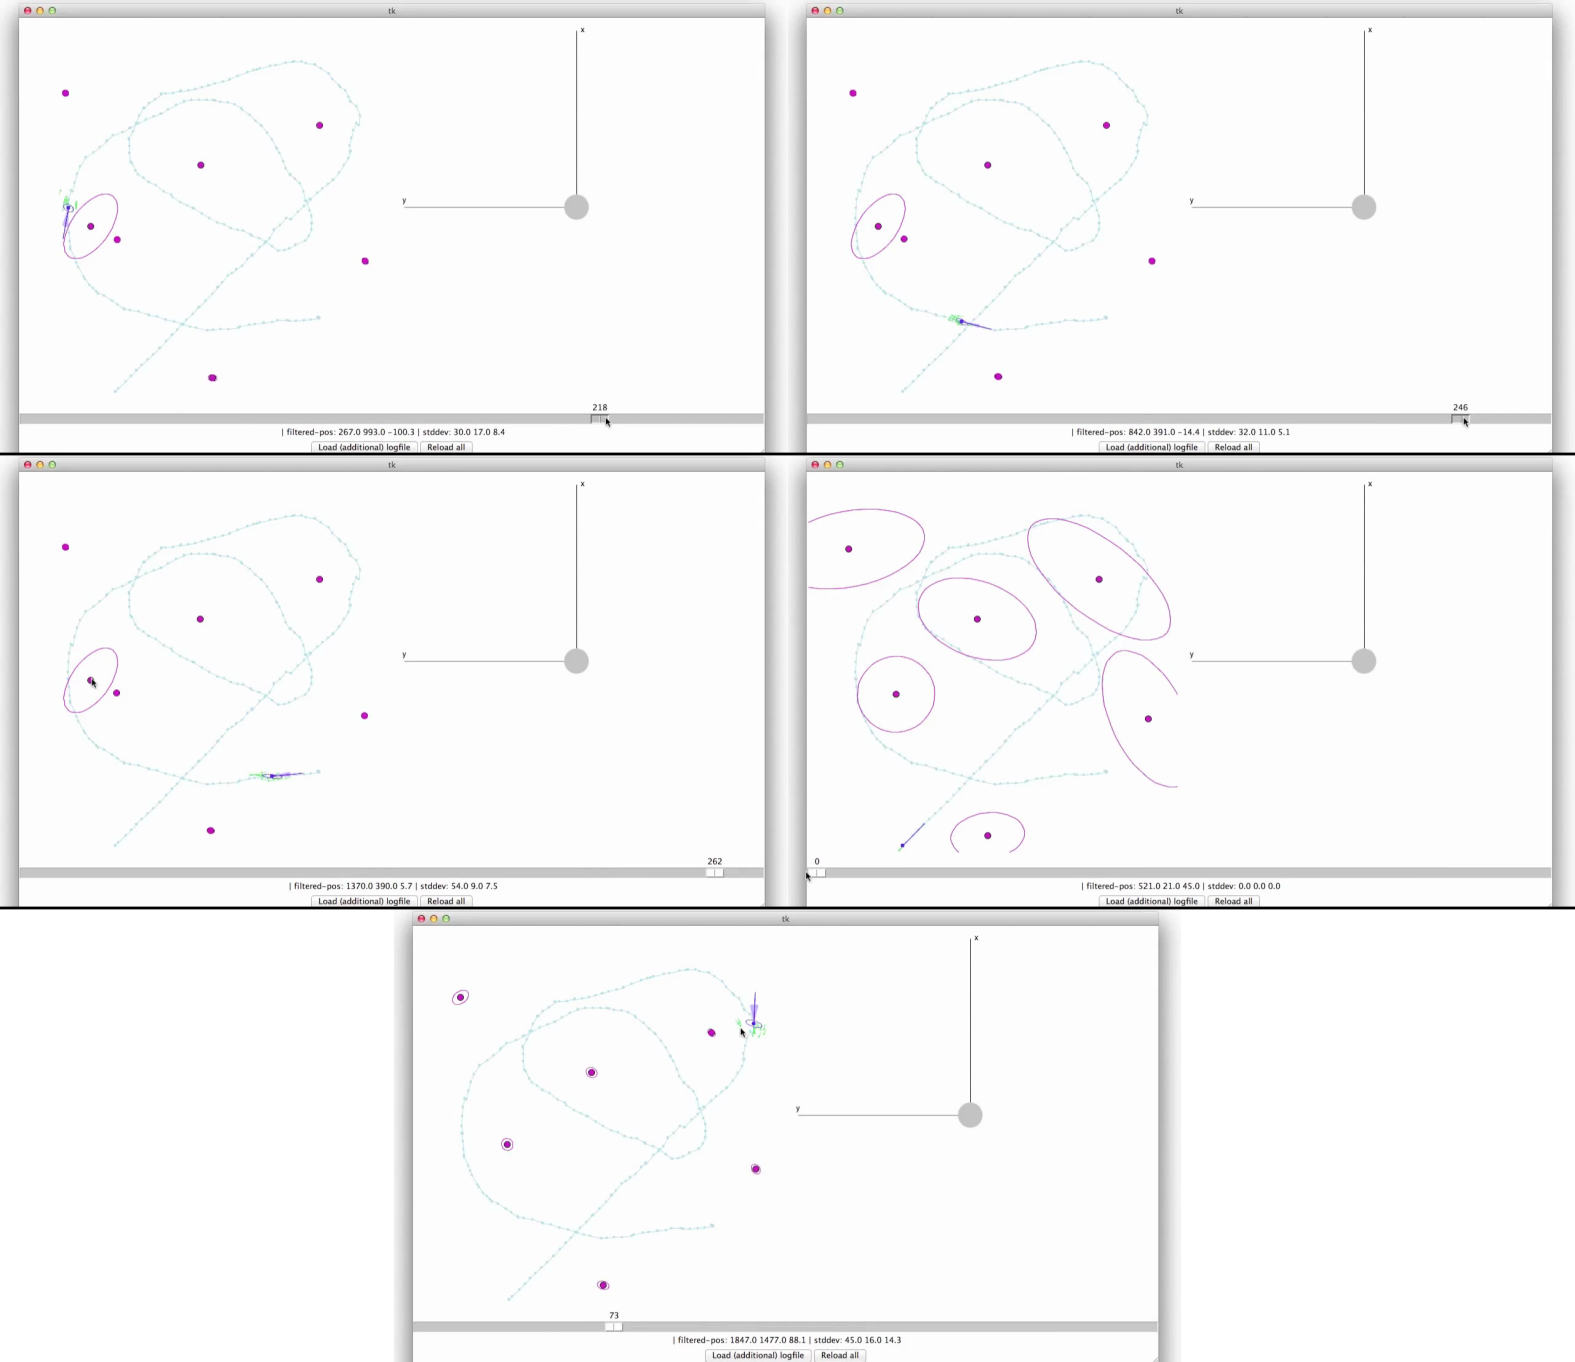 tk
x
y
218
| filtered-pos: 267.0 993.0 -100.3 | stddev: 30.0 17.0 8.4
Load (additional) logfile Reload all
tk
x
y
246
| filtered-pos: 842.0 391.0 -14.4 | stddev: 32.0 11.0 5.1
Load (additional) logfile Reload all
tk
x
y
262
| filtered-pos: 1370.0 390.0 5.7 | stddev: 54.0 9.0 7.5
Load (additional) logfile Reload all
tk
x
y
0
| filtered-pos: 521.0 21.0 45.0 | stddev: 0.0 0.0 0.0
Load (additional) logfile Reload all
tk
x
y
73
| filtered-pos: 1847.0 1477.0 88.1 | stddev: 45.0 16.0 14.3
Load (additional) logfile Reload all